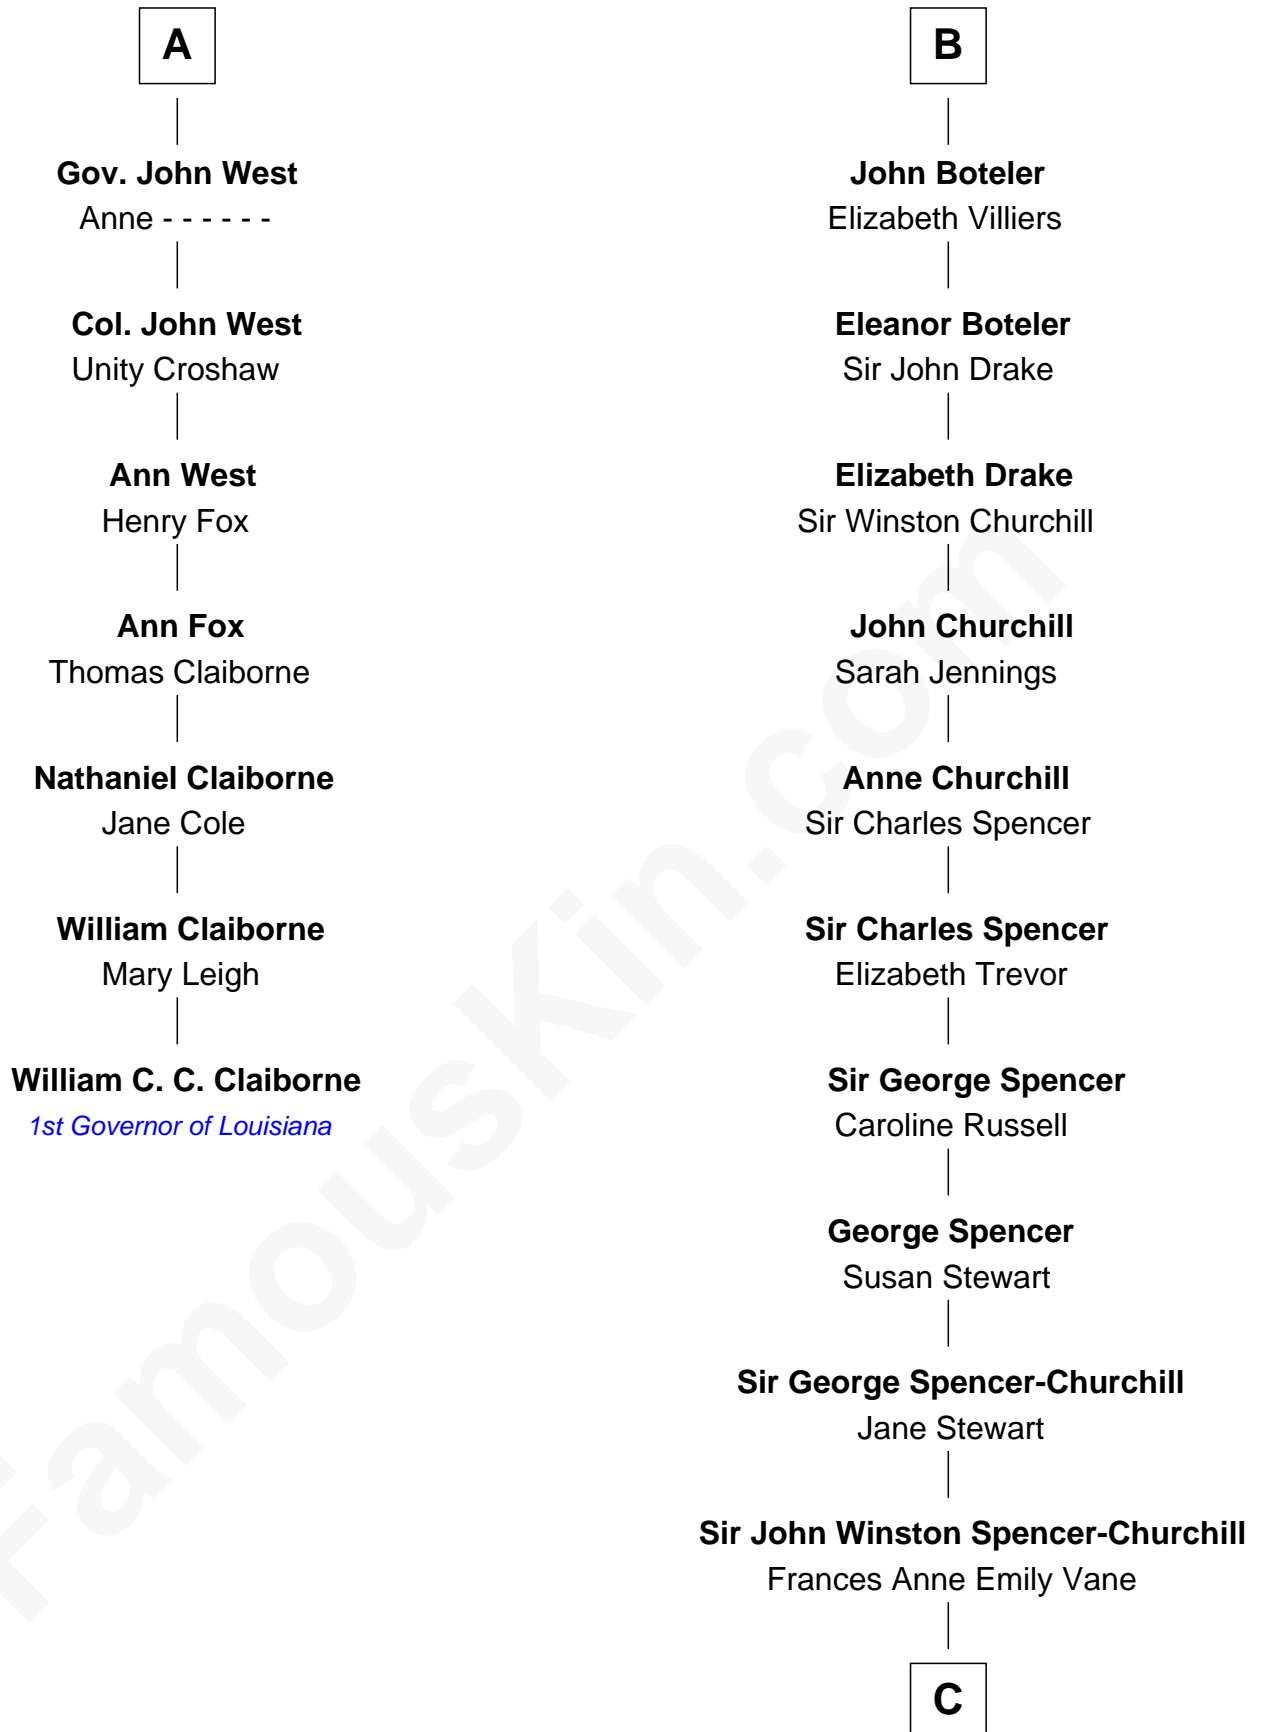 A
Gov. John West
Anne - - - - - -
Col. John West
Unity Croshaw
Ann West
Henry Fox
Ann Fox
Thomas Claiborne
Nathaniel Claiborne
Jane Cole
William Claiborne
Mary Leigh
William C. C. Claiborne
1st Governor of Louisiana
B
John Boteler
Elizabeth Villiers
Eleanor Boteler
Sir John Drake
Elizabeth Drake
Sir Winston Churchill
John Churchill
Sarah Jennings
Anne Churchill
Sir Charles Spencer
Sir Charles Spencer
Elizabeth Trevor
Sir George Spencer
Caroline Russell
George Spencer
Susan Stewart
Sir George Spencer-Churchill
Jane Stewart
Sir John Winston Spencer-Churchill
Frances Anne Emily Vane
C
FamousKin.com